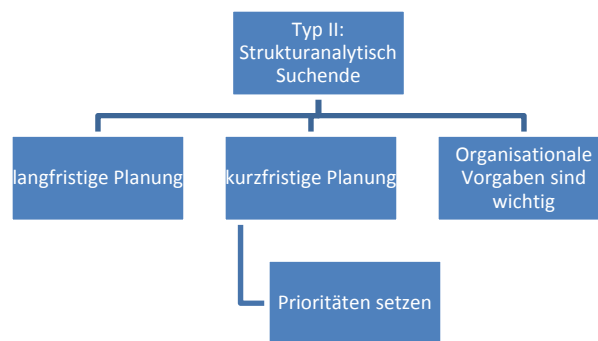 Typ II:
Strukturanalytisch
Suchende
langfristige Planung
kurzfristige Planung
Organisationale
Vorgaben sind
wichtig
Prioritäten setzen